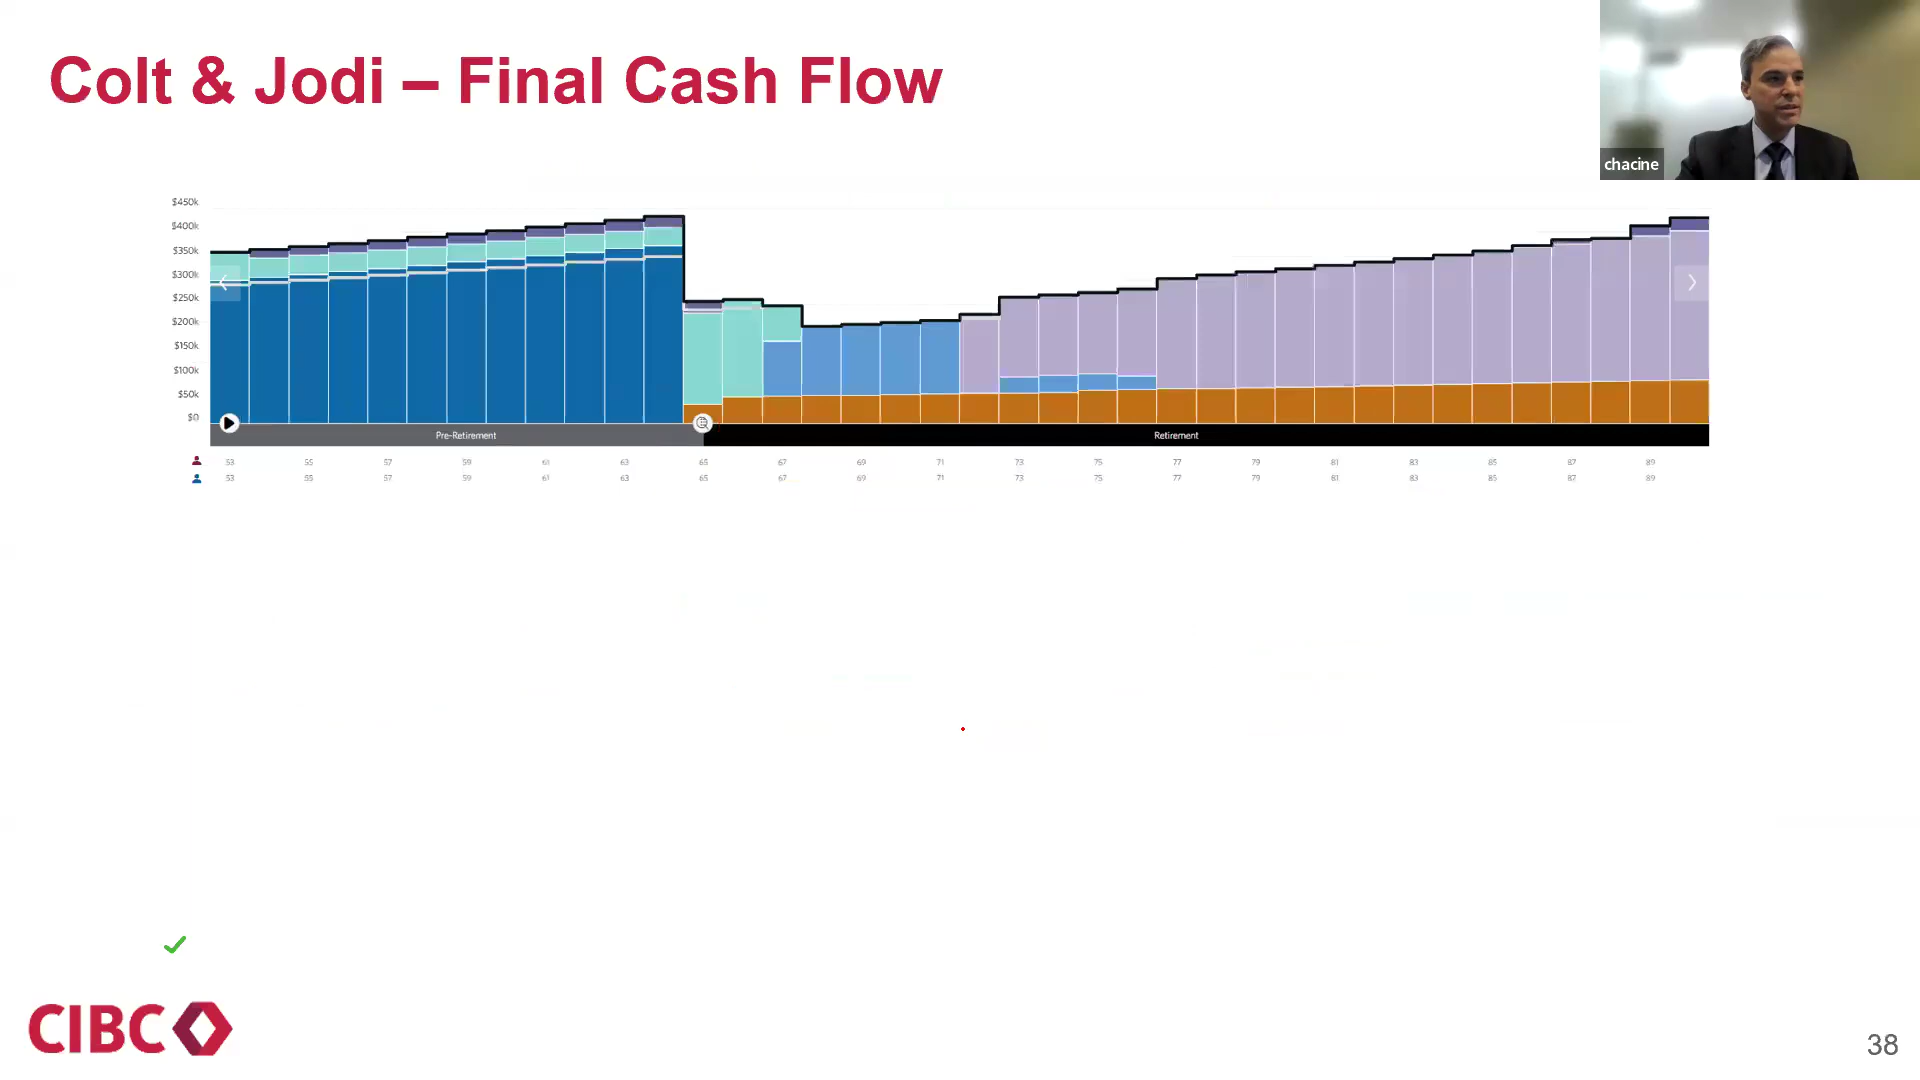 Colt & Jodi – Final Cash Flow
chacine
$450k
$400k
$350k
$300k
$250k
$200k
$150k
$100k
$50k
$0
Pre-Retirement
Retirement
53 55 57 59 61 63 65 67 69 71 73 75 77 79 81 83 85 87 89
53 55 57 59 61 63 65 67 69 71 73 75 77 79 81 83 85 87 89
CIBC
38